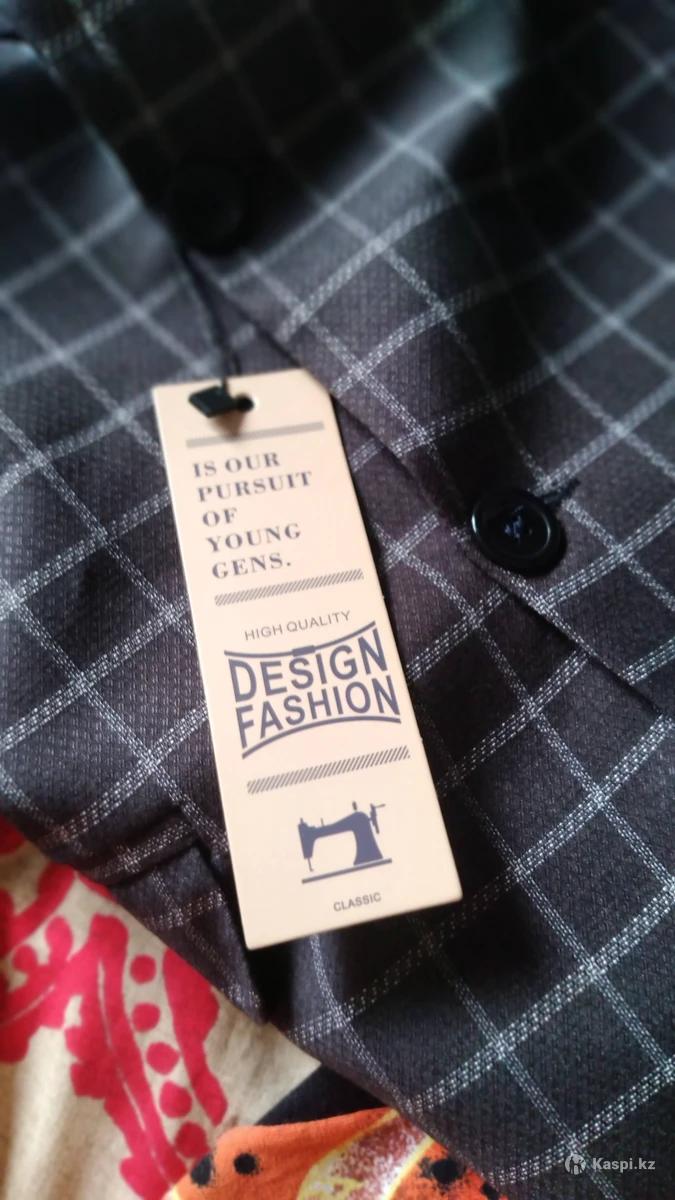 IS OUR
PURSUIT
OF
YOUNG
GENS.
HIGH QUALITY
DESIGN
FASHION
CLASSIC
Kaspi.kz